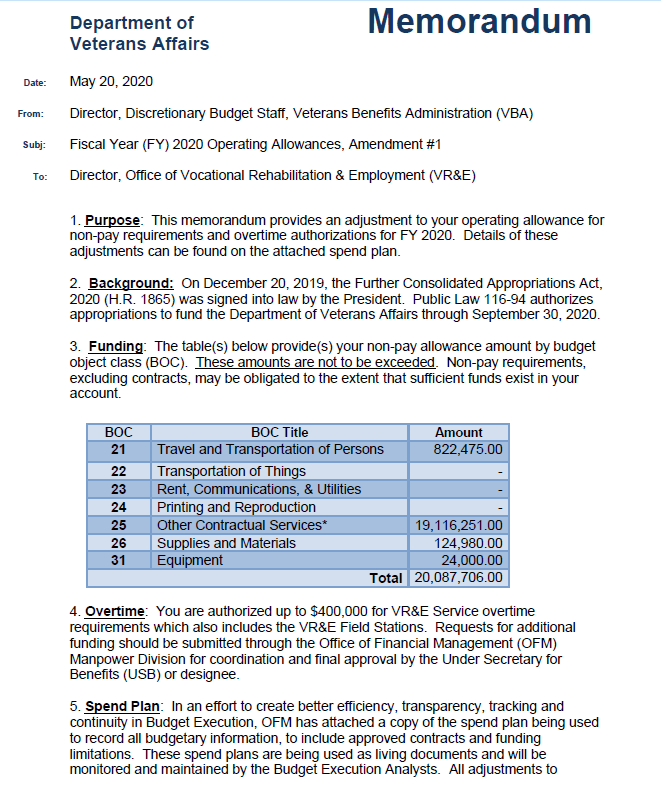 Department of
Veterans Affairs
Memorandum
Date: May 20, 2020
From: Director, Discretionary Budget Staff, Veterans Benefits Administration (VBA)
Subj: Fiscal Year (FY) 2020 Operating Allowances, Amendment #1
To: Director, Office of Vocational Rehabilitation & Employment (VR&E)
1. Purpose: This memorandum provides an adjustment to your operating allowance for
non-pay requirements and overtime authorizations for FY 2020. Details of these
adjustments can be found on the attached spend plan.
2. Background: On December 20, 2019, the Further Consolidated Appropriations Act,
2020 (H.R. 1865) was signed into law by the President. Public Law 116-94 authorizes
appropriations to fund the Department of Veterans Affairs through September 30, 2020.
3. Funding: The table(s) below provide(s) your non-pay allowance amount by budget
object class (BOC). These amounts are not to be exceeded. Non-pay requirements,
excluding contracts, may be obligated to the extent that sufficient funds exist in your
account.
BOC BOC Title Amount
21 Travel and Transportation of Persons 822,475.00
22 Transportation of Things -
23 Rent, Communications, & Utilities -
24 Printing and Reproduction -
25 Other Contractual Services* 19,116,251.00
26 Supplies and Materials 124,980.00
31 Equipment 24,000.00
Total 20,087,706.00
4. Overtime: You are authorized up to $400,000 for VR&E Service overtime
requirements which also includes the VR&E Field Stations. Requests for additional
funding should be submitted through the Office of Financial Management (OFM)
Manpower Division for coordination and final approval by the Under Secretary for
Benefits (USB) or designee.
5. Spend Plan: In an effort to create better efficiency, transparency, tracking and
continuity in Budget Execution, OFM has attached a copy of the spend plan being used
to record all budgetary information, to include approved contracts and funding
limitations. These spend plans are being used as living documents and will be
monitored and maintained by the Budget Execution Analysts. All adjustments to